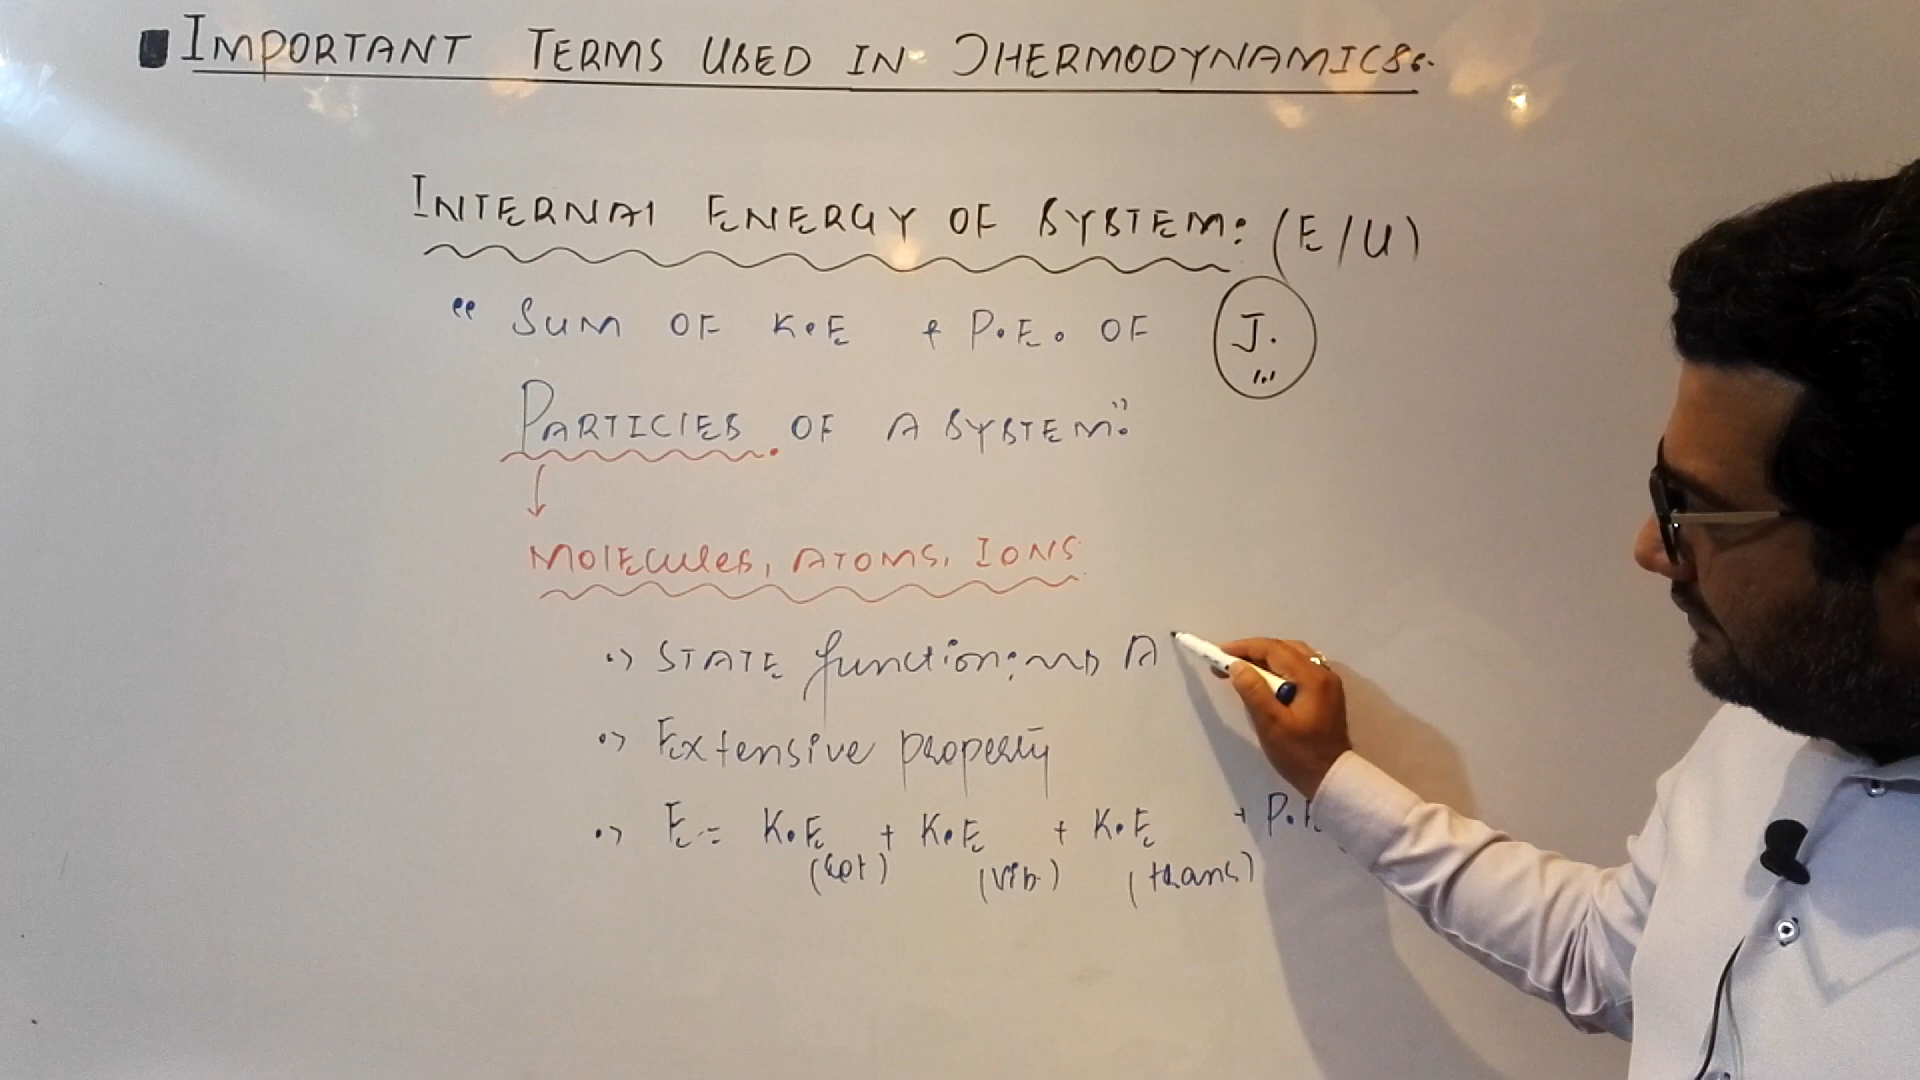 IMPORTANT TERMS USED IN THERMODYNAMICS:-
INTERNAL ENERGY OF SYSTEM: (E/U)
“ SUM OF K.E + P.E. OF
J.
PARTICLES OF A SYSTEM.”
↓
MOLECULES, ATOMS, IONS
•> STATE function: A
•> Extensive property
•> E = K.E (rot) + K.E (vib) + K.E (trans) + P.E